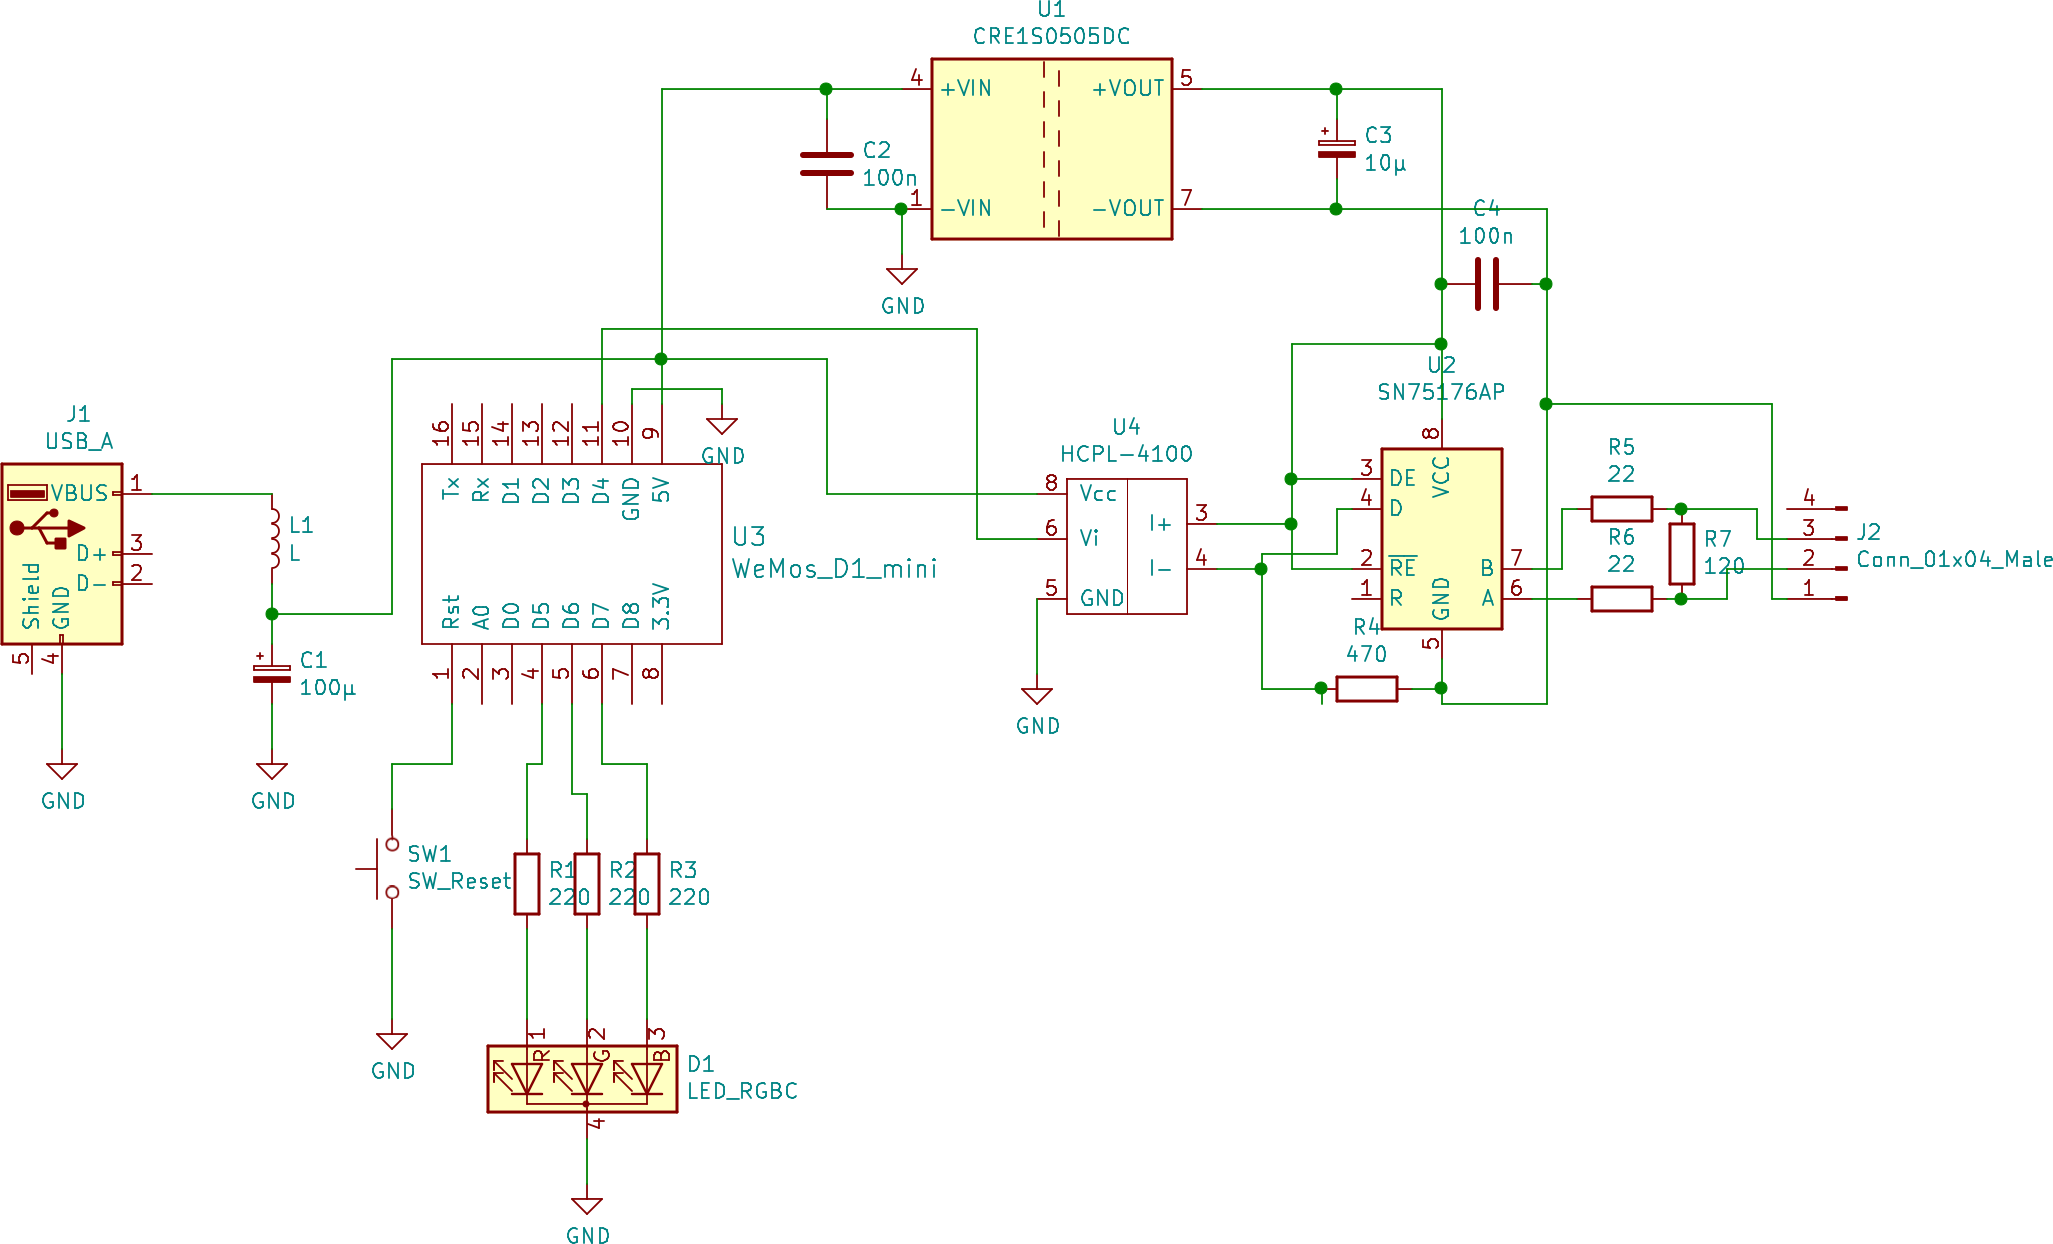 U1
CRE1S0505DC
4
+VIN
+VOUT
5
1
-VIN
-VOUT
7
C2
100n
+
C3
10µ
C4
100n
GND
J1
USB_A
VBUS
1
D+
3
D-
2
Shield
GND
5
4
GND
L1
L
+
C1
100µ
GND
16
15
14
13
12
11
10
9
Tx
Rx
D1
D2
D3
D4
GND
5V
GND
U3
WeMos_D1_mini
Rst
A0
D0
D5
D6
D7
D8
3.3V
1
2
3
4
5
6
7
8
U4
HCPL-4100
8
Vcc
6
Vi
5
GND
I+
3
I-
4
GND
U2
SN75176AP
8
VCC
3
DE
4
D
2
RE
1
R
B
7
A
6
GND
5
R4
470
R5
22
R6
22
R7
120
4
3
2
1
J2
Conn_01x04_Male
SW1
SW_Reset
GND
R1
220
R2
220
R3
220
1
2
3
R
G
B
4
D1
LED_RGBC
GND